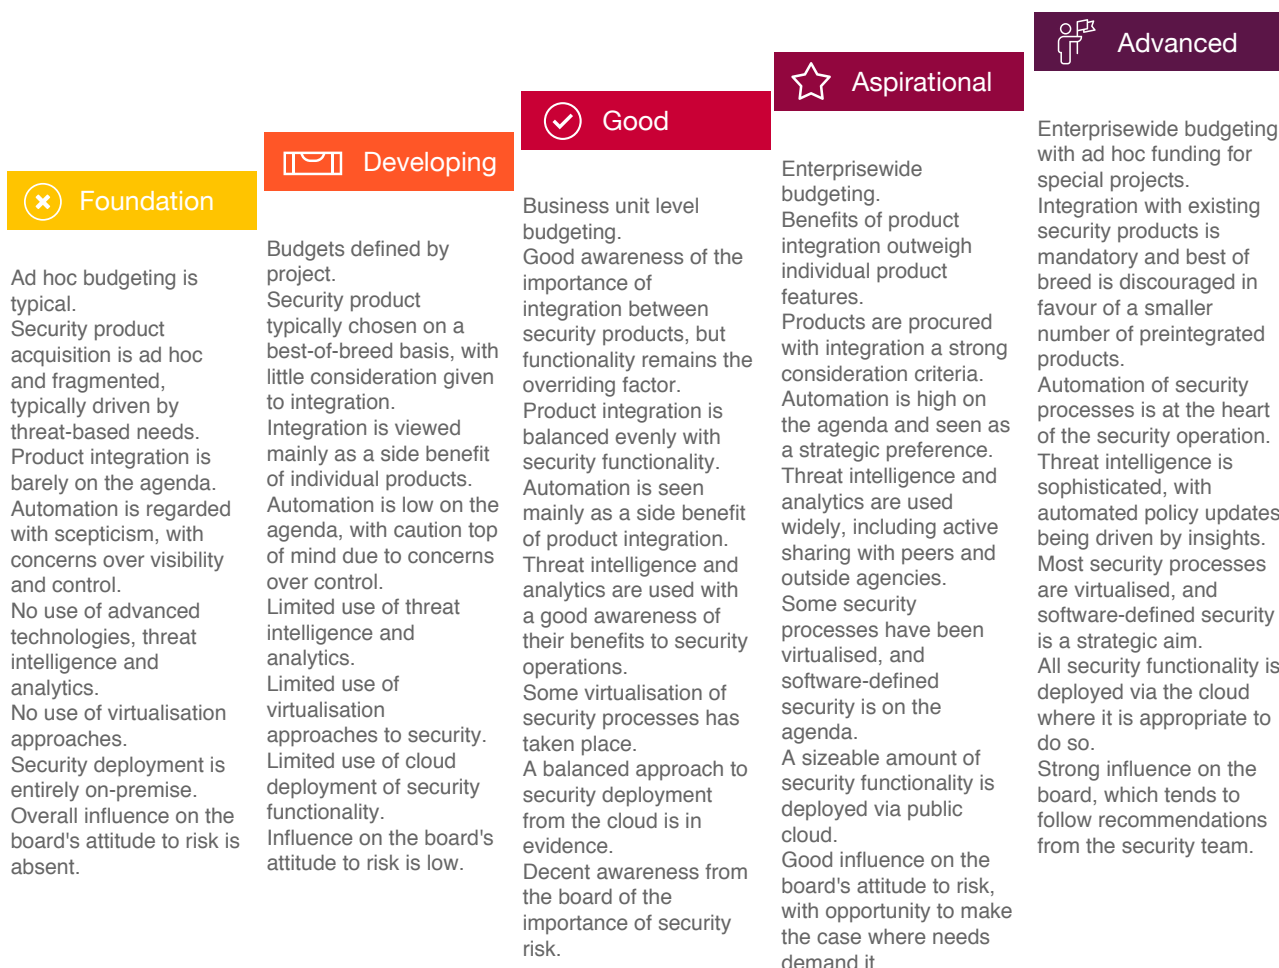 Foundation
Ad hoc budgeting is
typical.
Security product
acquisition is ad hoc
and fragmented,
typically driven by
threat-based needs.
Product integration is
barely on the agenda.
Automation is regarded
with scepticism, with
concerns over visibility
and control.
No use of advanced
technologies, threat
intelligence and
analytics.
No use of virtualisation
approaches.
Security deployment is
entirely on-premise.
Overall influence on the
board's attitude to risk is
absent.
Developing
Budgets defined by
project.
Security product
typically chosen on a
best-of-breed basis, with
little consideration given
to integration.
Integration is viewed
mainly as a side benefit
of individual products.
Automation is low on the
agenda, with caution top
of mind due to concerns
over control.
Limited use of threat
intelligence and
analytics.
Limited use of
virtualisation
approaches to security.
Limited use of cloud
deployment of security
functionality.
Influence on the board's
attitude to risk is low.
Good
Business unit level
budgeting.
Good awareness of the
importance of
integration between
security products, but
functionality remains the
overriding factor.
Product integration is
balanced evenly with
security functionality.
Automation is seen
mainly as a side benefit
of product integration.
Threat intelligence and
analytics are used with
a good awareness of
their benefits to security
operations.
Some virtualisation of
security processes has
taken place.
A balanced approach to
security deployment
from the cloud is in
evidence.
Decent awareness from
the board of the
importance of security
risk.
Aspirational
Enterprisewide
budgeting.
Benefits of product
integration outweigh
individual product
features.
Products are procured
with integration a strong
consideration criteria.
Automation is high on
the agenda and seen as
a strategic preference.
Threat intelligence and
analytics are used
widely, including active
sharing with peers and
outside agencies.
Some security
processes have been
virtualised, and
software-defined
security is on the
agenda.
A sizeable amount of
security functionality is
deployed via public
cloud.
Good influence on the
board's attitude to risk,
with opportunity to make
the case where needs
demand it
Advanced
Enterprisewide budgeting
with ad hoc funding for
special projects.
Integration with existing
security products is
mandatory and best of
breed is discouraged in
favour of a smaller
number of preintegrated
products.
Automation of security
processes is at the heart
of the security operation.
Threat intelligence is
sophisticated, with
automated policy updates
being driven by insights.
Most security processes
are virtualised, and
software-defined security
is a strategic aim.
All security functionality is
deployed via the cloud
where it is appropriate to
do so.
Strong influence on the
board, which tends to
follow recommendations
from the security team.